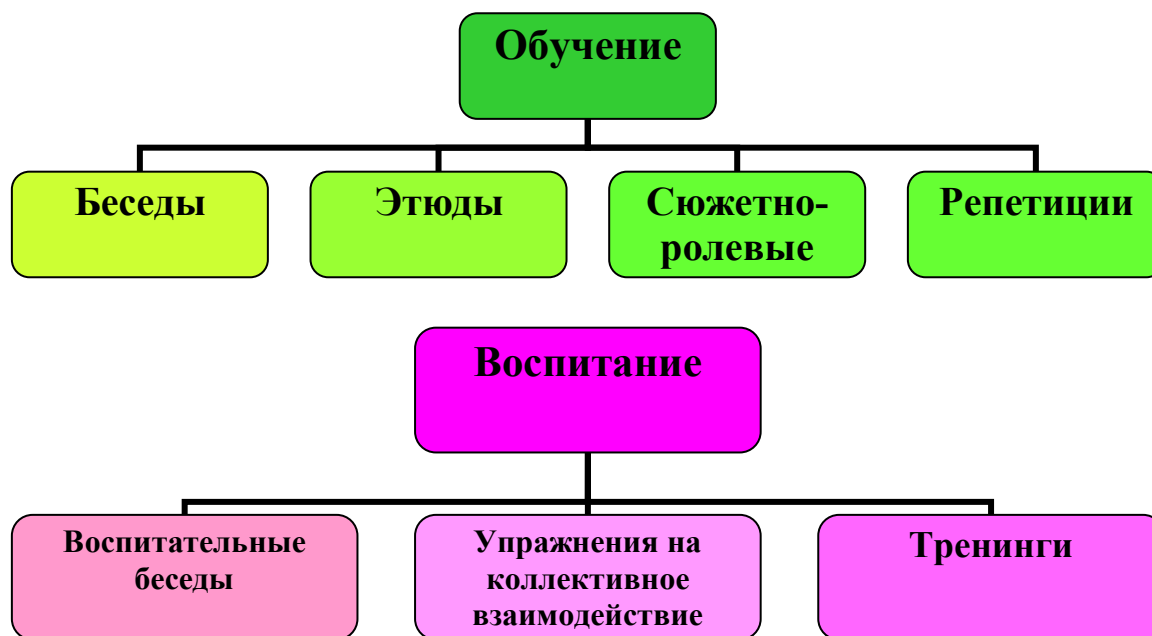 Обучение
Беседы
Этюды
Сюжетно-
ролевые
Репетиции
Воспитание
Воспитательные
беседы
Упражнения на
коллективное
взаимодействие
Тренинги